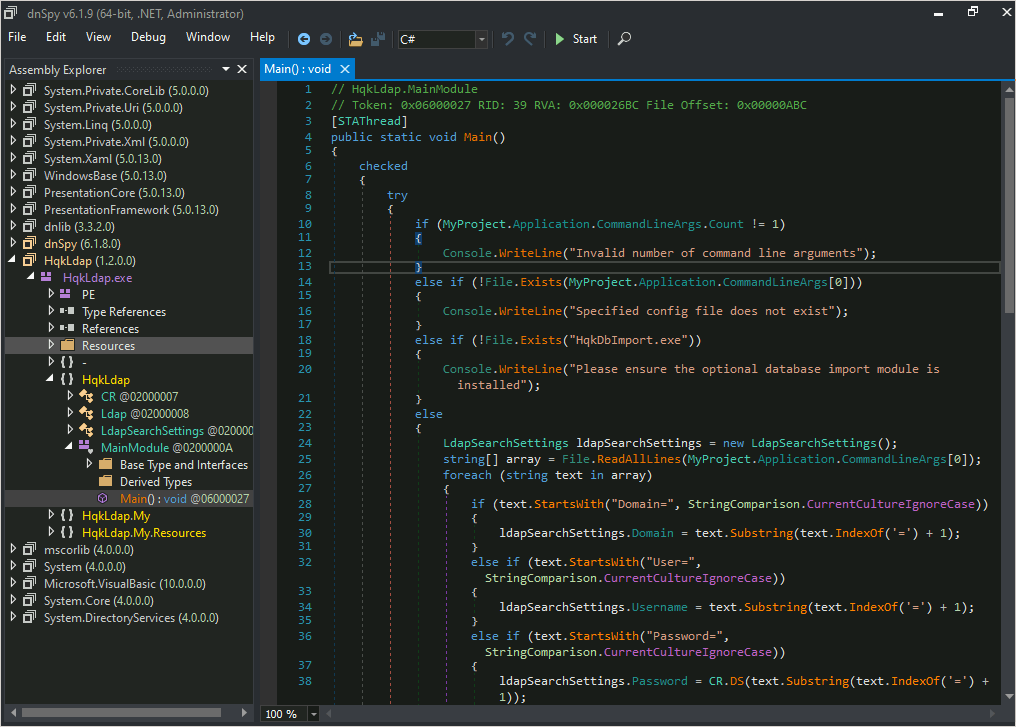 dnSpy v6.1.9 (64-bit, .NET, Administrator)
File Edit View Debug Window Help C# Start
Assembly Explorer
System.Private.CoreLib (5.0.0.0)
System.Private.Uri (5.0.0.0)
System.Linq (5.0.0.0)
System.Private.Xml (5.0.0.0)
System.Xaml (5.0.13.0)
WindowsBase (5.0.13.0)
PresentationCore (5.0.13.0)
PresentationFramework (5.0.13.0)
dnlib (3.3.2.0)
dnSpy (6.1.8.0)
HqkLdap (1.2.0.0)
HqkLdap.exe
PE
Type References
References
Resources
{ } -
{ } HqkLdap
CR @02000007
Ldap @02000008
LdapSearchSettings @020000
MainModule @0200000A
Base Type and Interfaces
Derived Types
Main() : void @06000027
{ } HqkLdap.My
{ } HqkLdap.My.Resources
mscorlib (4.0.0.0)
System (4.0.0.0)
Microsoft.VisualBasic (10.0.0.0)
System.Core (4.0.0.0)
System.DirectoryServices (4.0.0.0)
Main() : void
1 // HqkLdap.MainModule
2 // Token: 0x06000027 RID: 39 RVA: 0x000026BC File Offset: 0x00000ABC
3 [STAThread]
4 public static void Main()
5 {
6 checked
7 {
8 try
9 {
10 if (MyProject.Application.CommandLineArgs.Count != 1)
11 {
12 Console.WriteLine("Invalid number of command line arguments");
13 }
14 else if (!File.Exists(MyProject.Application.CommandLineArgs[0]))
15 {
16 Console.WriteLine("Specified config file does not exist");
17 }
18 else if (!File.Exists("HqkDbImport.exe"))
19 {
20 Console.WriteLine("Please ensure the optional database import module is
installed");
21 }
22 else
23 {
24 LdapSearchSettings ldapSearchSettings = new LdapSearchSettings();
25 string[] array = File.ReadAllLines(MyProject.Application.CommandLineArgs[0]);
26 foreach (string text in array)
27 {
28 if (text.StartsWith("Domain=", StringComparison.CurrentCultureIgnoreCase))
29 {
30 ldapSearchSettings.Domain = text.Substring(text.IndexOf('=') + 1);
31 }
32 else if (text.StartsWith("User=",
StringComparison.CurrentCultureIgnoreCase))
33 {
34 ldapSearchSettings.Username = text.Substring(text.IndexOf('=') + 1);
35 }
36 else if (text.StartsWith("Password=",
StringComparison.CurrentCultureIgnoreCase))
37 {
38 ldapSearchSettings.Password = CR.DS(text.Substring(text.IndexOf('=') +
1));
100 %